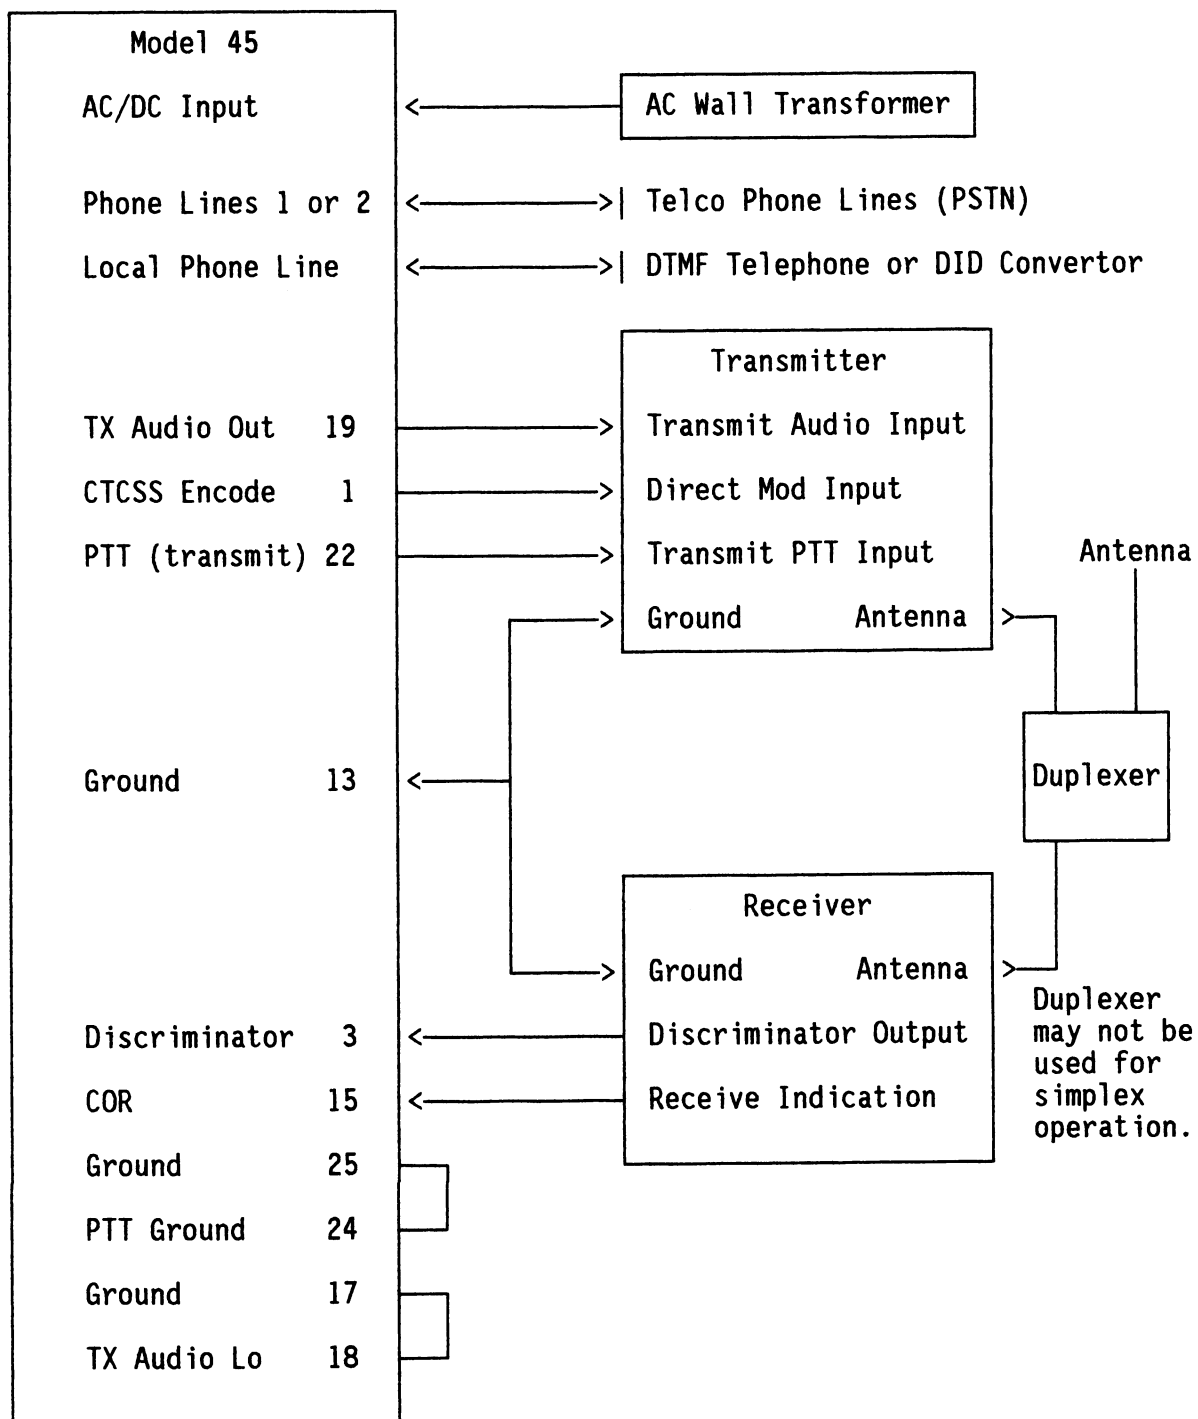 Model 45
AC/DC Input
AC Wall Transformer
Phone Lines 1 or 2
Telco Phone Lines (PSTN)
Local Phone Line
DTMF Telephone or DID Convertor
Transmitter
TX Audio Out 19
Transmit Audio Input
CTCSS Encode 1
Direct Mod Input
PTT (transmit) 22
Transmit PTT Input
Antenna
Ground Antenna
Ground 13
Duplexer
Receiver
Ground Antenna
Discriminator 3
Discriminator Output
COR 15
Receive Indication
Duplexer
may not be
used for
simplex
operation.
Ground 25
PTT Ground 24
Ground 17
TX Audio Lo 18